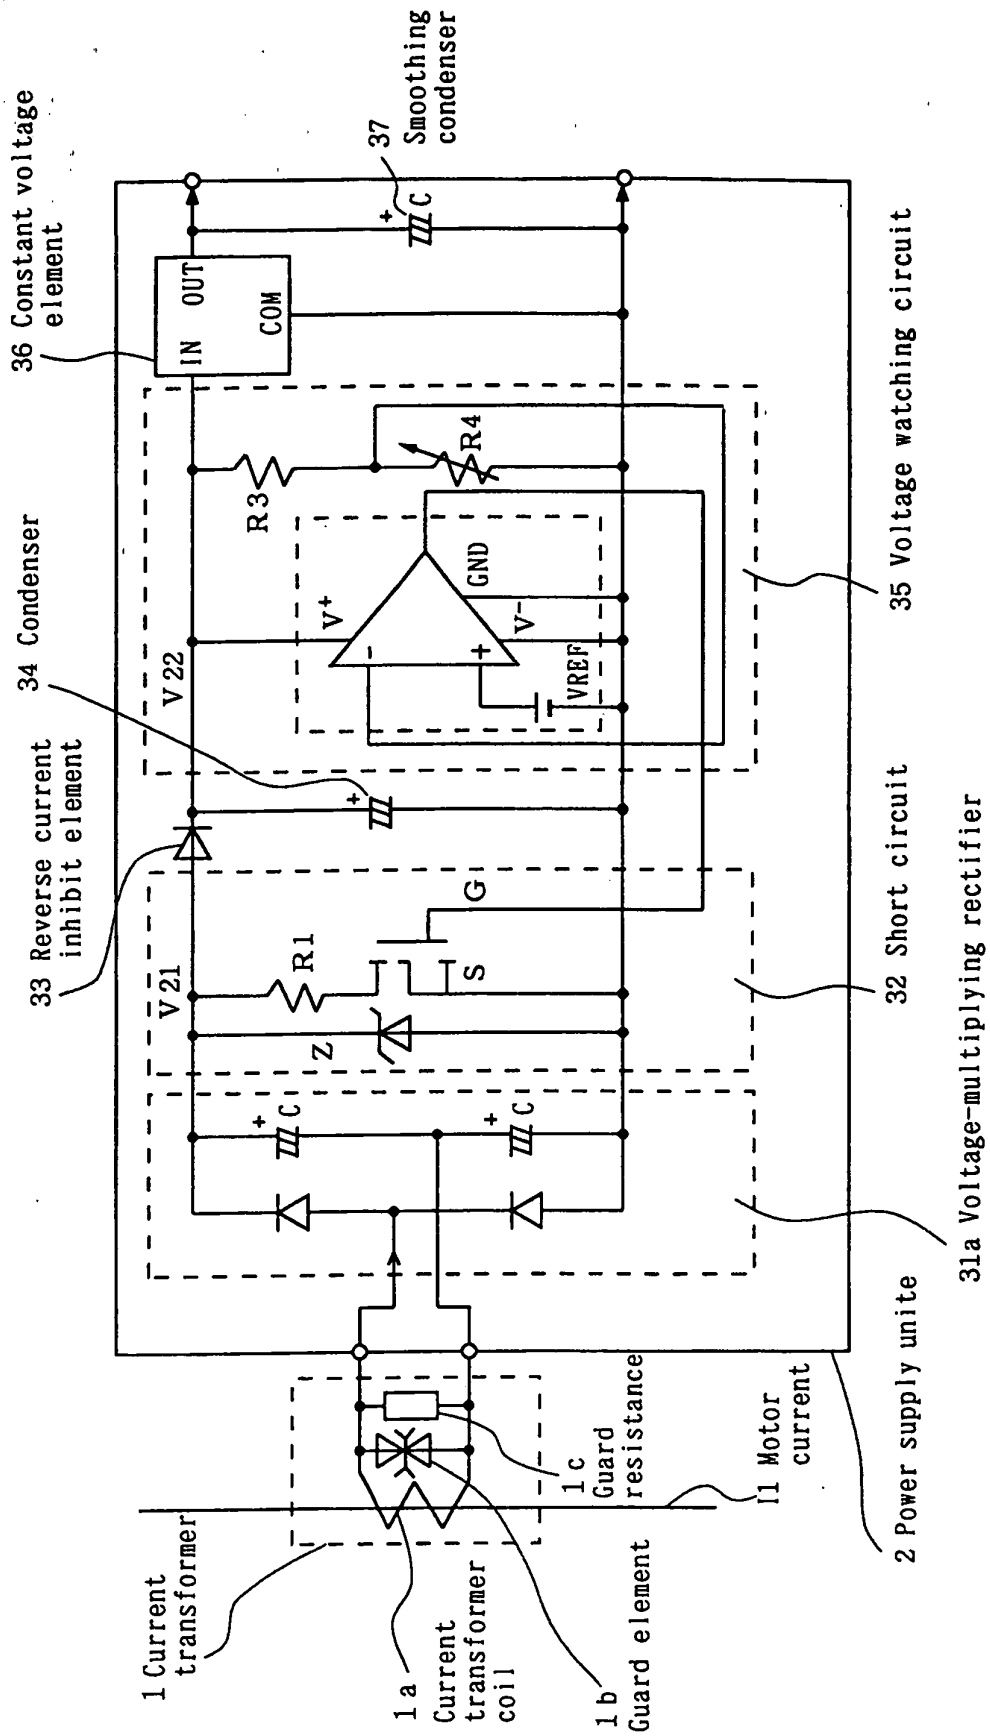 1 Current
transformer
1a
Current
transformer
coil
1b
Guard element
1c
Guard
resistance
I1 Motor
current
2 Power supply unite
31a Voltage-multiplying rectifier
C
+
C
+
32 Short circuit
V21
Z
R1
S
G
33 Reverse current
inhibit element
34 Condenser
+
V22
V+
-
+
V-
GND
VREF
R3
R4
35 Voltage watching circuit
36 Constant voltage
element
IN
OUT
COM
+
C
37
Smoothing
condenser